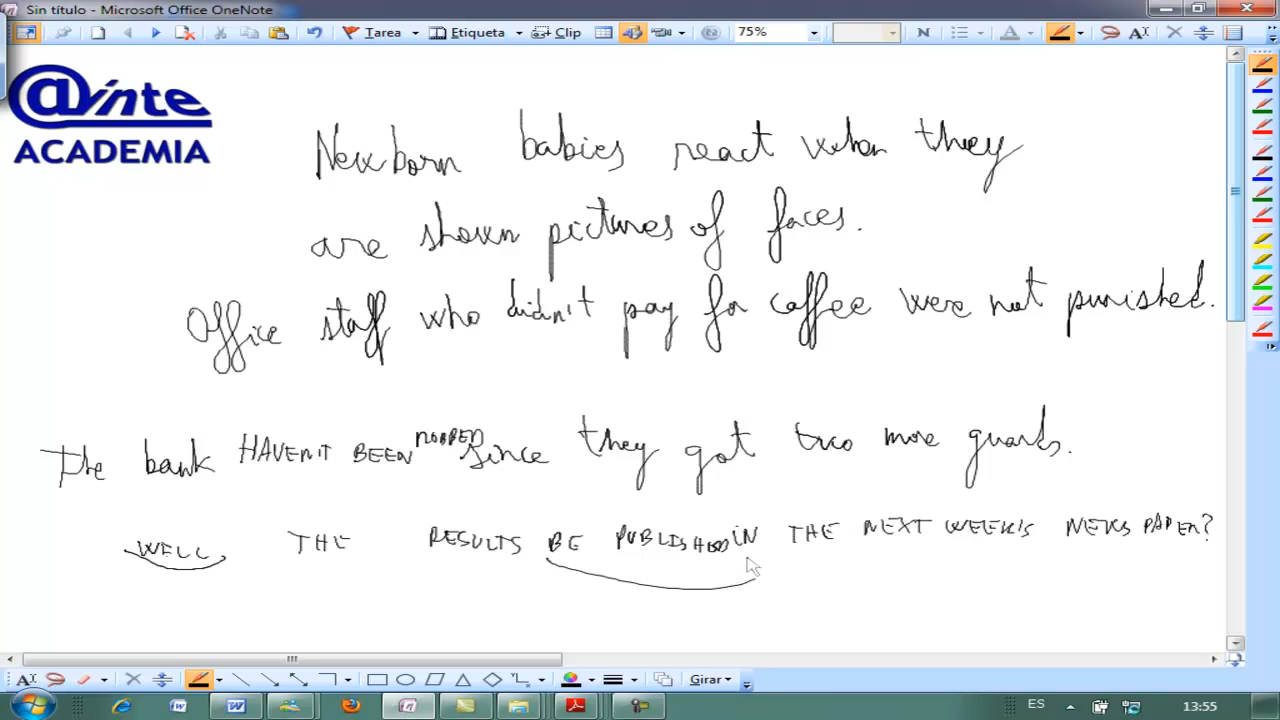 Sin título - Microsoft Office OneNote
Tarea Etiqueta Clip 75% N A A
@inte
ACADEMIA
Newborn babies react when they
are shown pictures of faces.
Office staff who didn't pay for coffee were not punished.
The bank HAVEN'T BEEN ROBBED since they got two more guards.
WELL THE RESULTS BE PUBLISHED IN THE NEXT WEEK'S NEWS PAPER?
Girar
ES 13:55